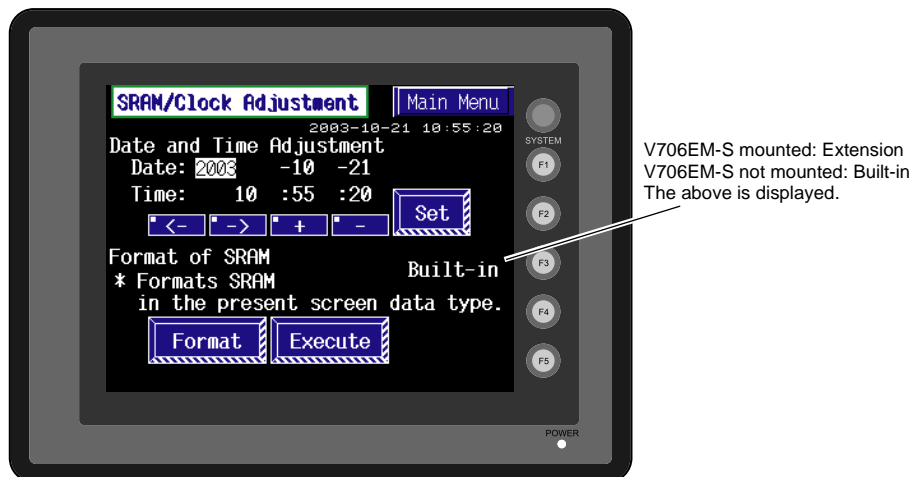 SRAM/Clock Adjustment Main Menu
2003-10-21 10:55:20
Date and Time Adjustment
Date: 2003 -10 -21
Time: 10 :55 :20
<- -> + - Set
Format of SRAM
Built-in
* Formats SRAM
in the present screen data type.
Format Execute
SYSTEM
F1
F2
F3
F4
F5
POWER
V706EM-S mounted: Extension
V706EM-S not mounted: Built-in
The above is displayed.